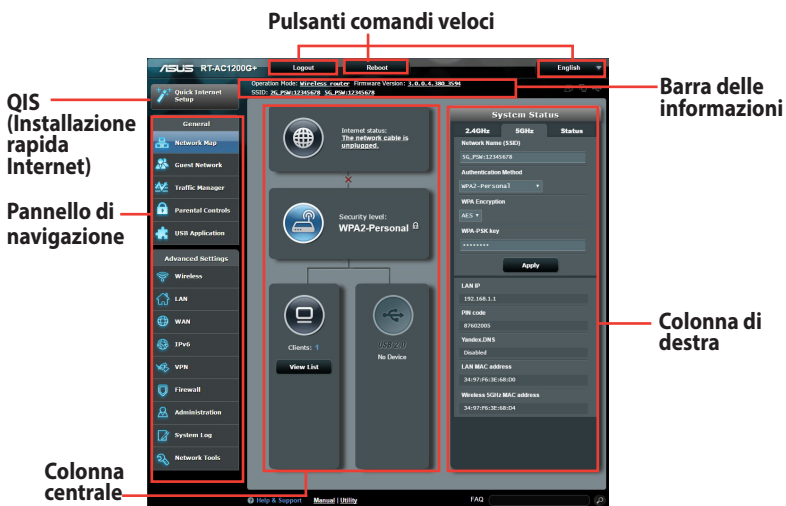 Pulsanti comandi veloci
ASUS RT-AC1200G+
Logout
Reboot
English
Quick Internet
Setup
Operation Mode: Wireless router Firmware Version: 3.0.0.4.380_3594
SSID: 2G_PSW:12345678 5G_PSW:12345678
Barra delle
informazioni
QIS
(Installazione
rapida
Internet)
General
Network Map
Guest Network
Traffic Manager
Parental Controls
USB Application
Pannello di
navigazione
Advanced Settings
Wireless
LAN
WAN
IPv6
VPN
Firewall
Administration
System Log
Network Tools
Internet status:
The network cable is
unplugged.
Security level:
WPA2-Personal
Clients: 1
View List
USB 2.0
No Device
System Status
2.4GHz 5GHz Status
Network Name (SSID)
5G_PSW:12345678
Authentication Method
WPA2-Personal
WPA Encryption
AES
WPA-PSK key
••••••••
Apply
LAN IP
192.168.1.1
PIN code
87602005
Yandex.DNS
Disabled
LAN MAC address
34:97:F6:3E:68:D0
Wireless 5GHz MAC address
34:97:F6:3E:68:D4
Colonna di
destra
Colonna
centrale
Help & Support Manual | Utility
FAQ